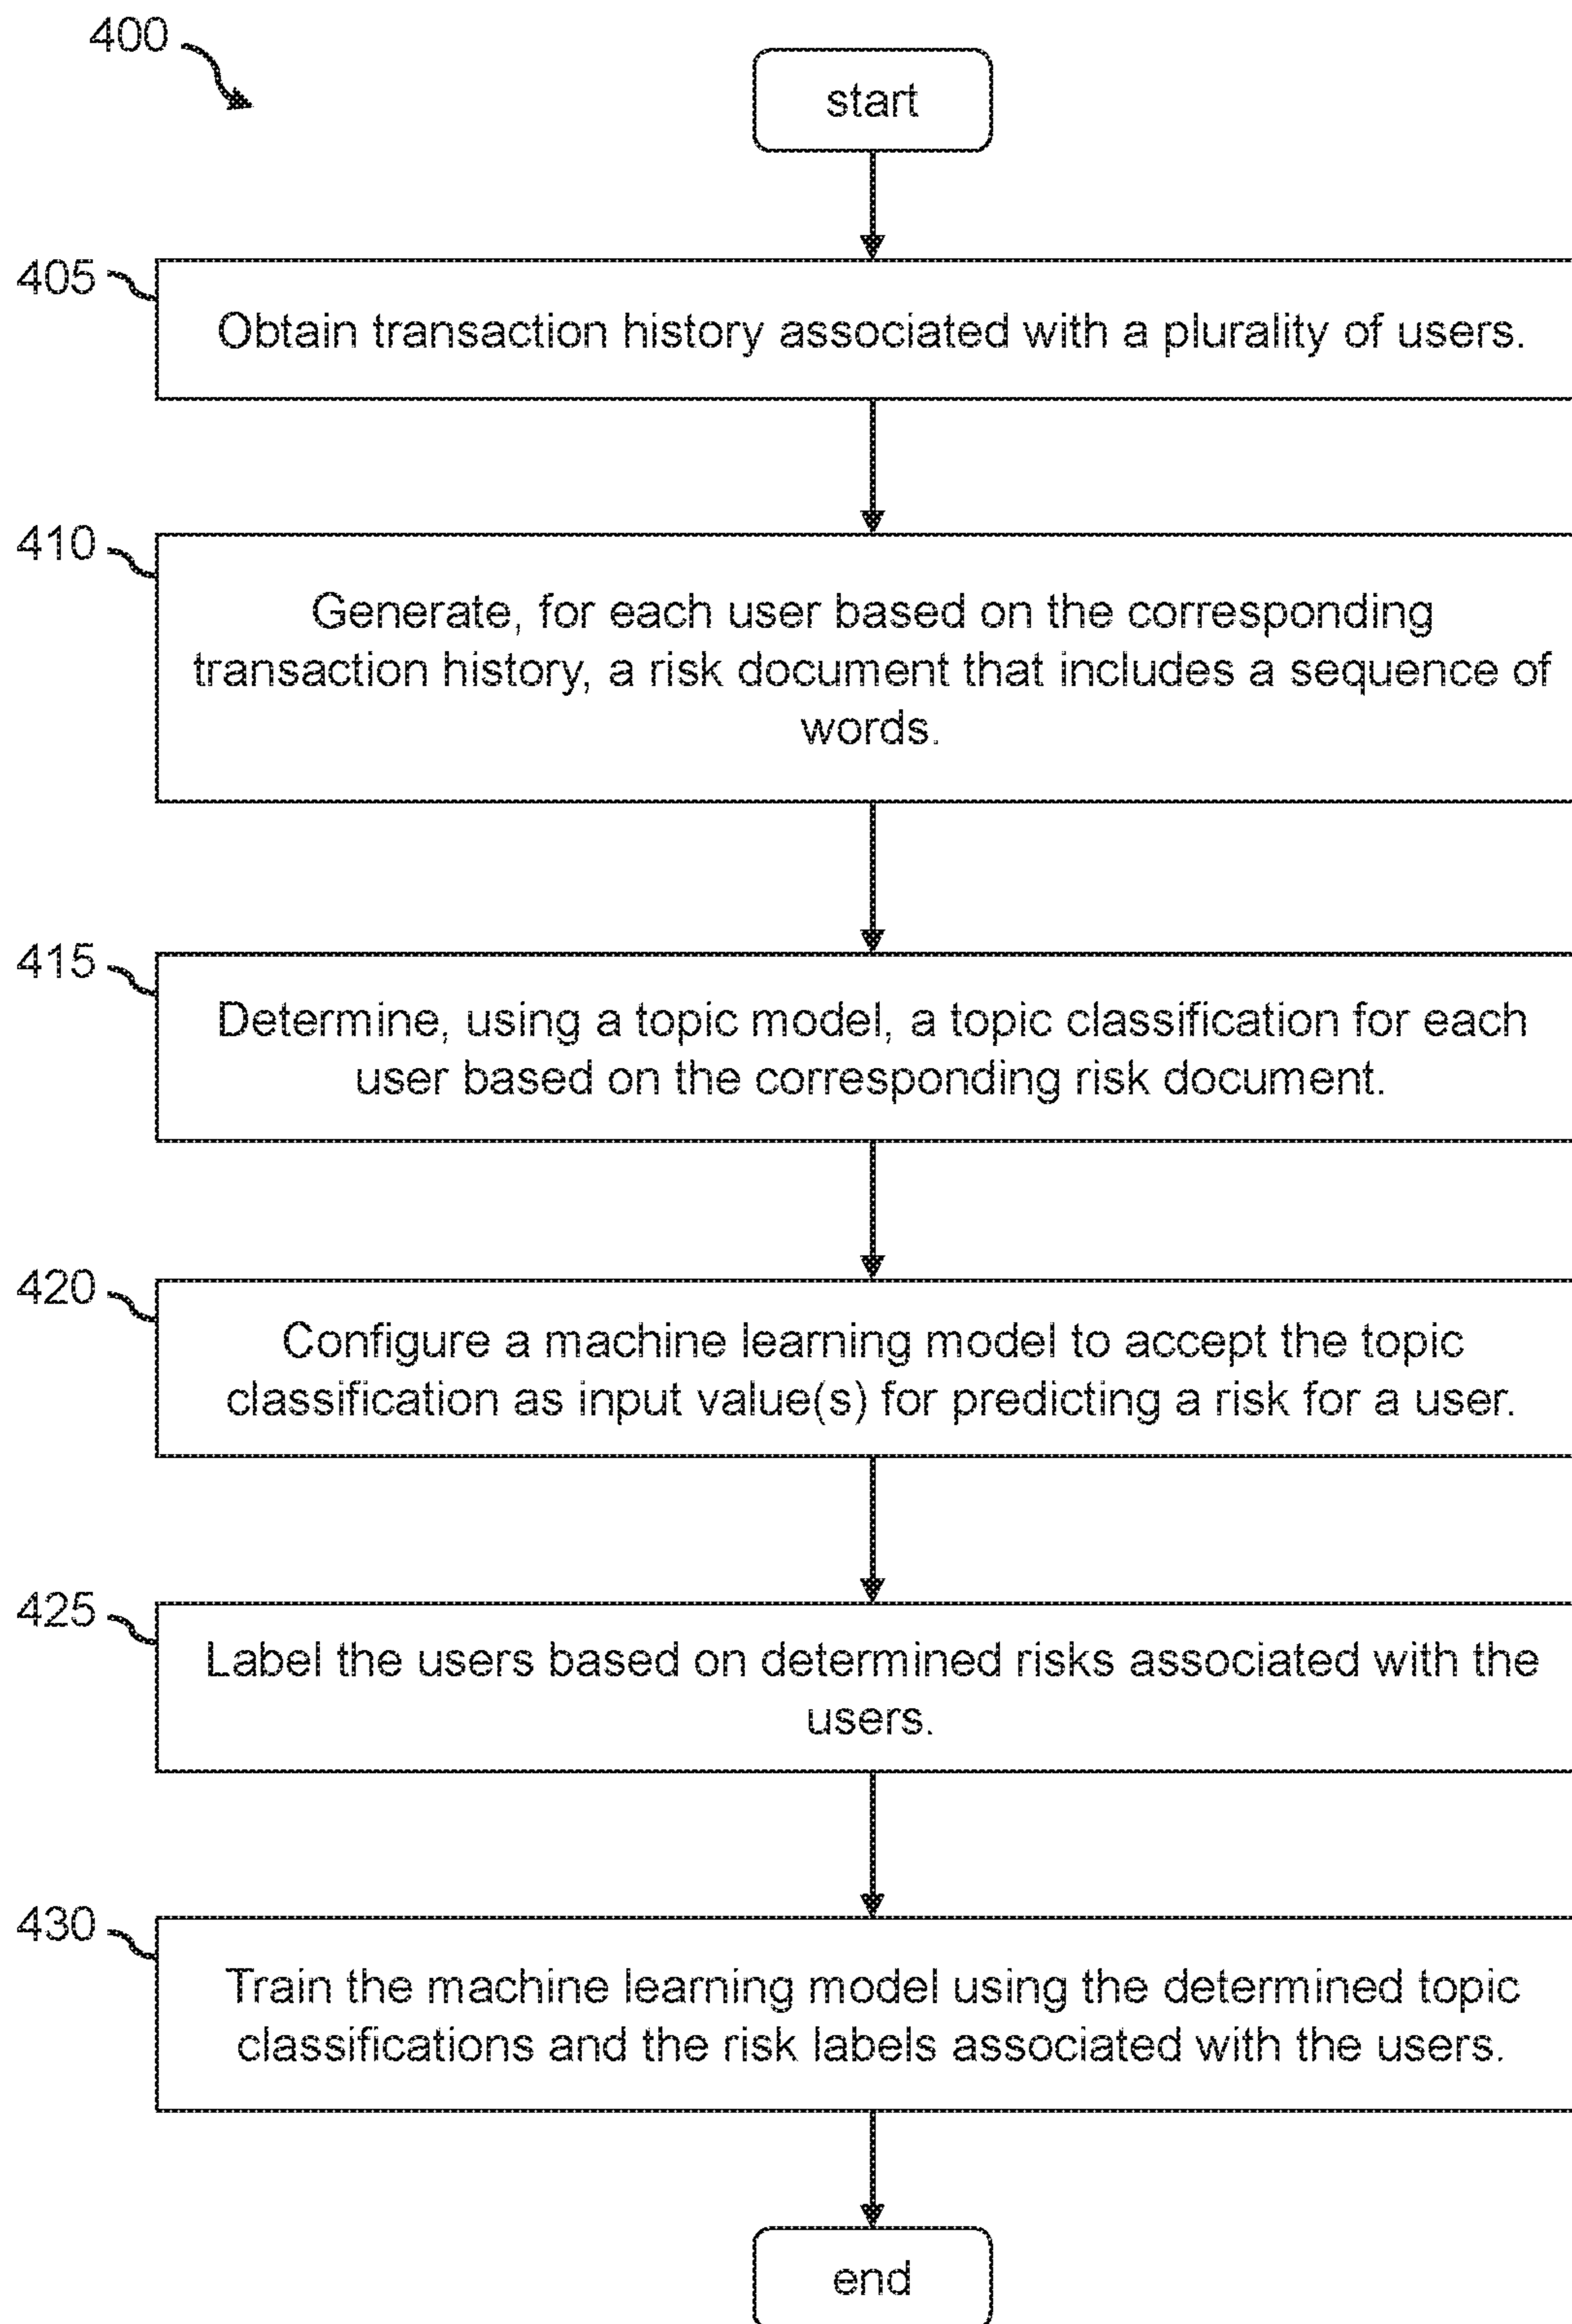 400
start
405
Obtain transaction history associated with a plurality of users.
410
Generate, for each user based on the corresponding
transaction history, a risk document that includes a sequence of
words.
415
Determine, using a topic model, a topic classification for each
user based on the corresponding risk document.
420
Configure a machine learning model to accept the topic
classification as input value(s) for predicting a risk for a user.
425
Label the users based on determined risks associated with the
users.
430
Train the machine learning model using the determined topic
classifications and the risk labels associated with the users.
end